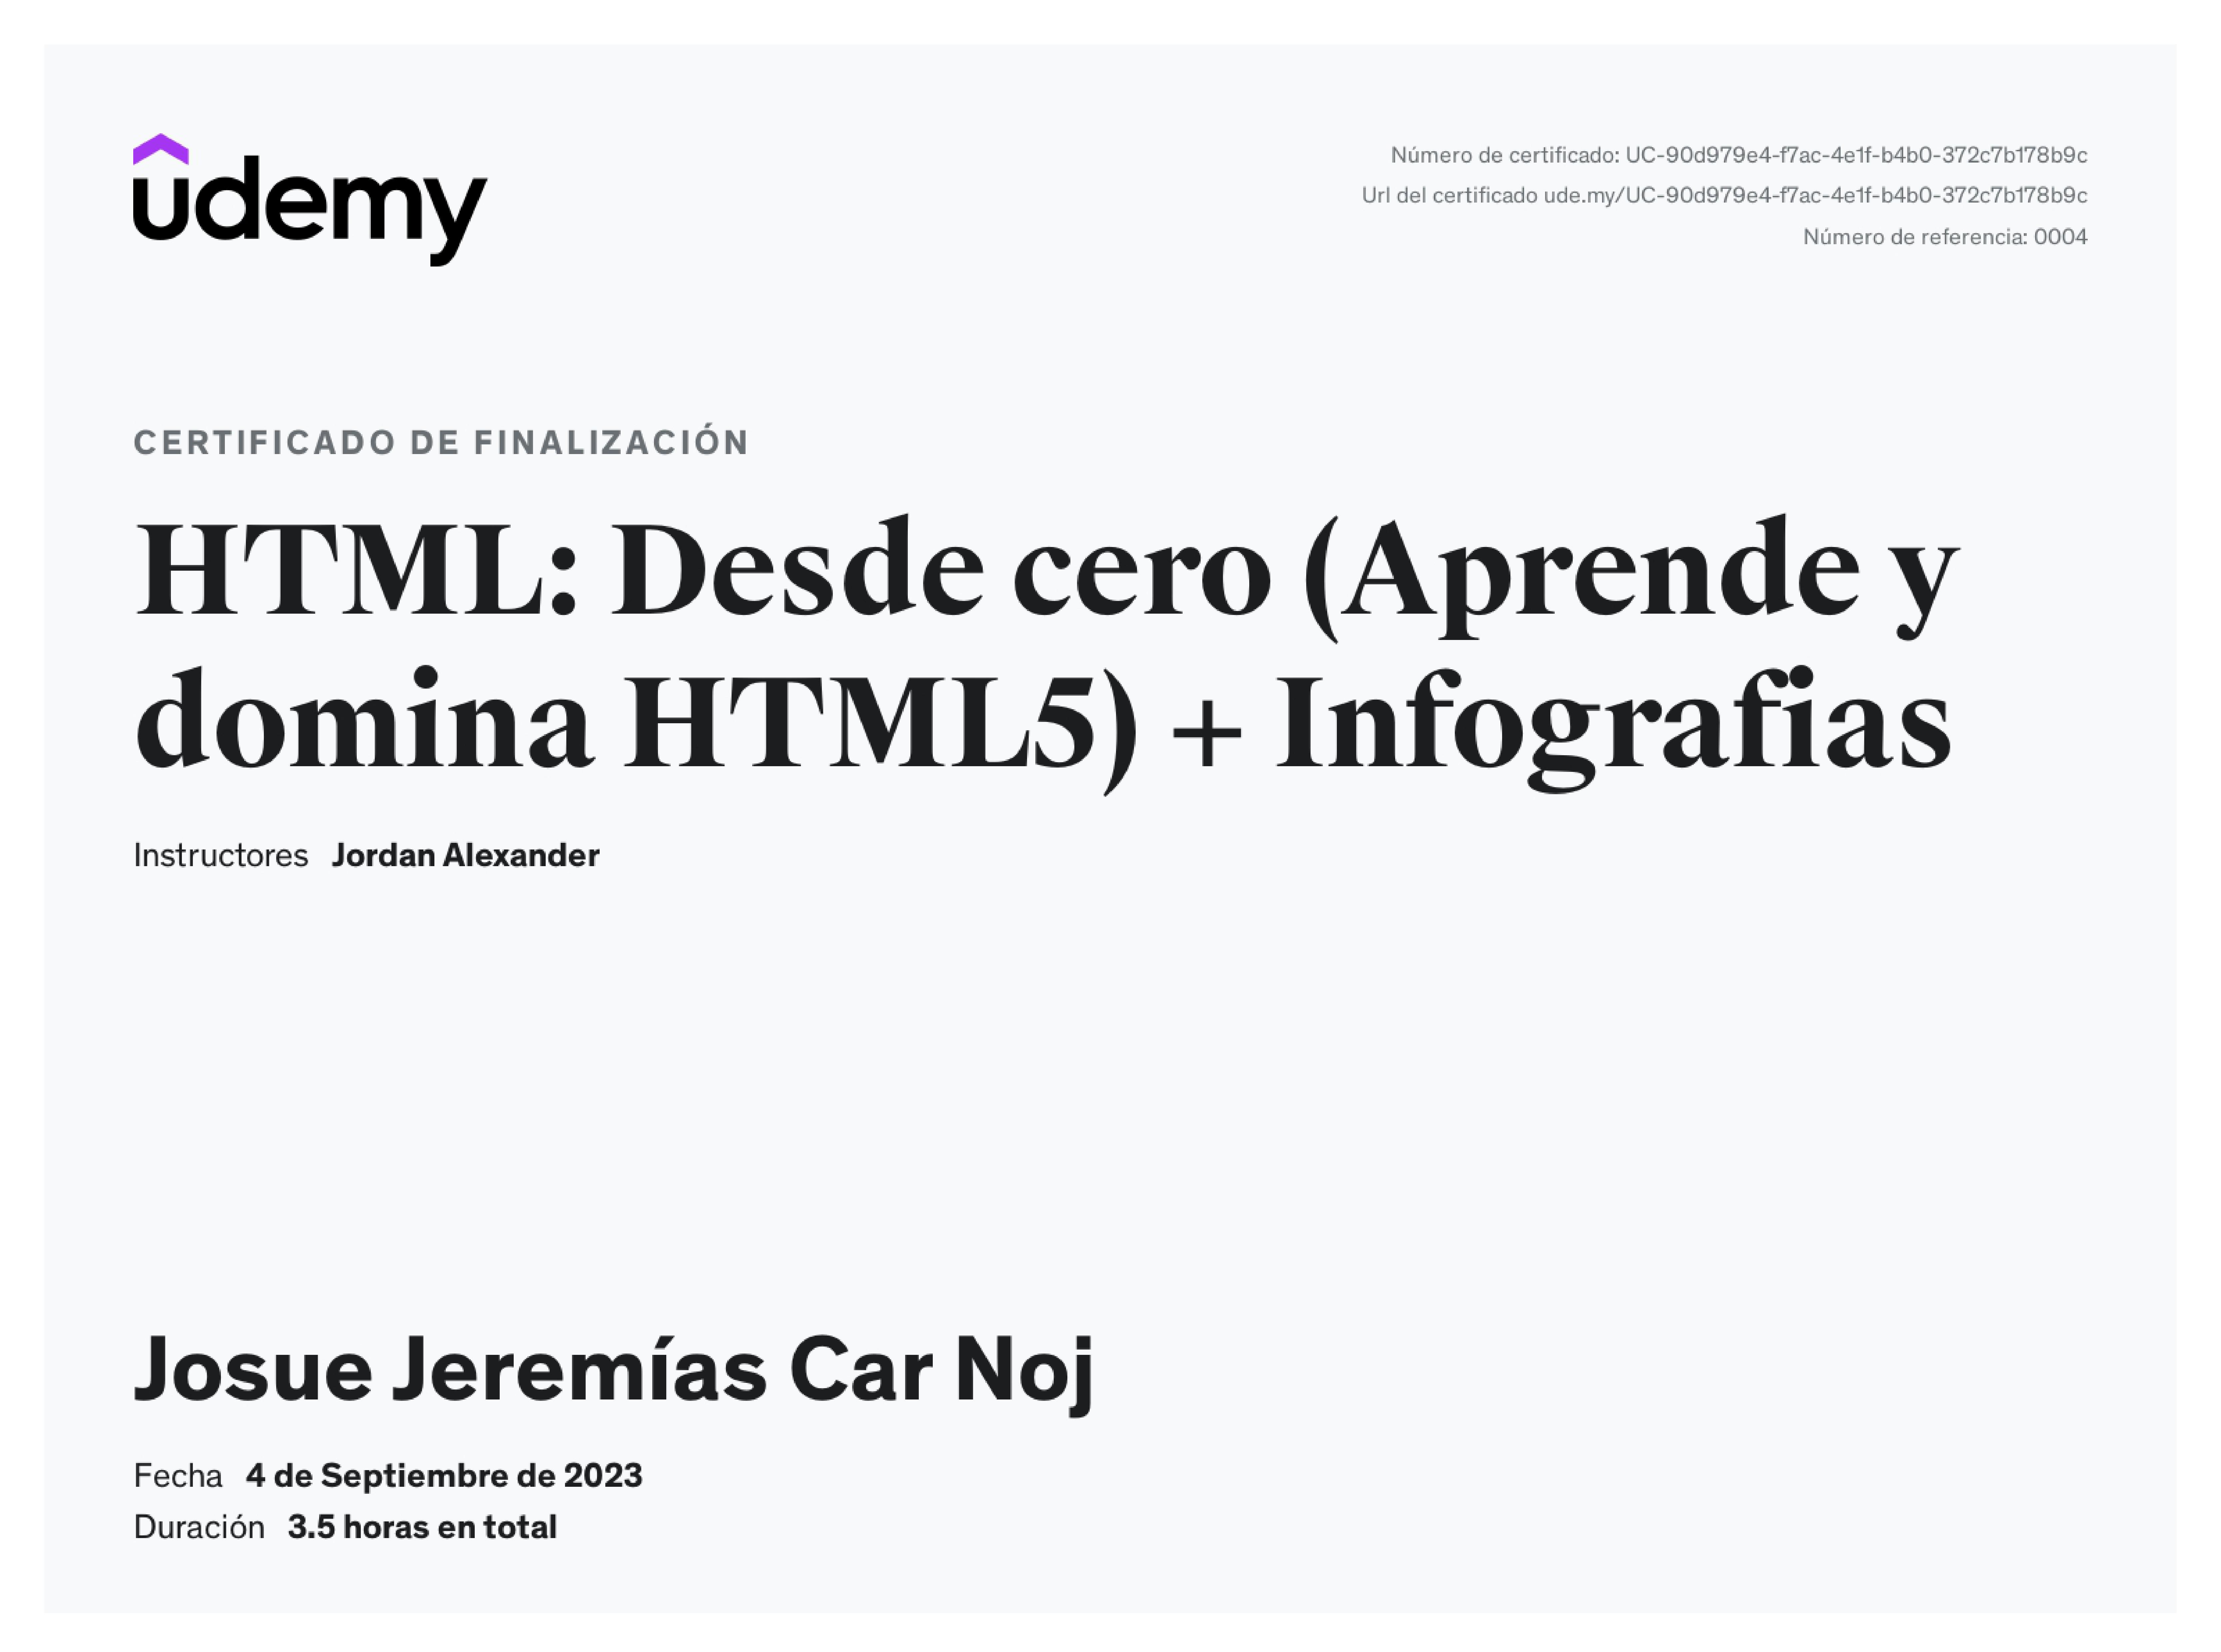 udemy
Número de certificado: UC-90d979e4-f7ac-4e1f-b4b0-372c7b178b9c
Url del certificado ude.my/UC-90d979e4-f7ac-4e1f-b4b0-372c7b178b9c
Número de referencia: 0004
CERTIFICADO DE FINALIZACIÓN
HTML: Desde cero (Aprende y
domina HTML5) + Infografias
Instructores Jordan Alexander
Josue Jeremías Car Noj
Fecha 4 de Septiembre de 2023
Duración 3.5 horas en total